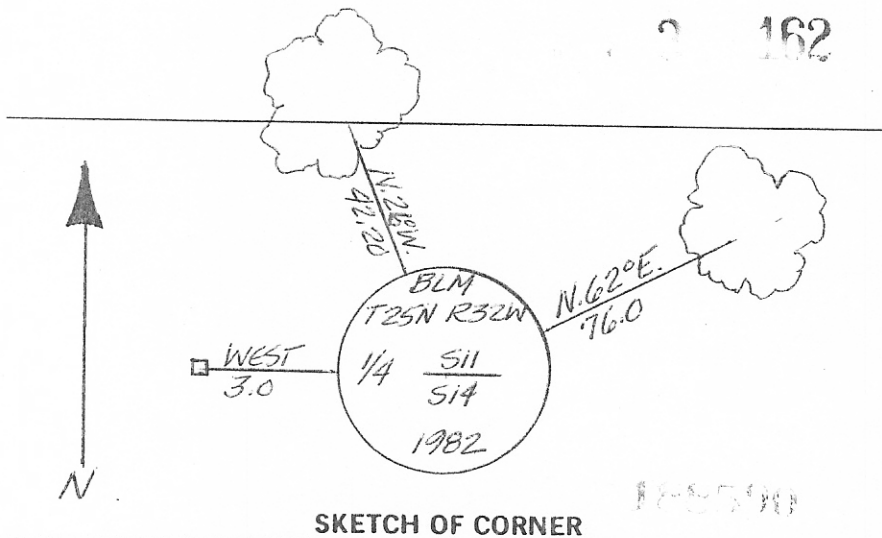 162
42.20
N. 62°E.
76.0
BLM
T25N R32W
WEST
3.0
1/4 S11
S14
1982
N
SKETCH OF CORNER